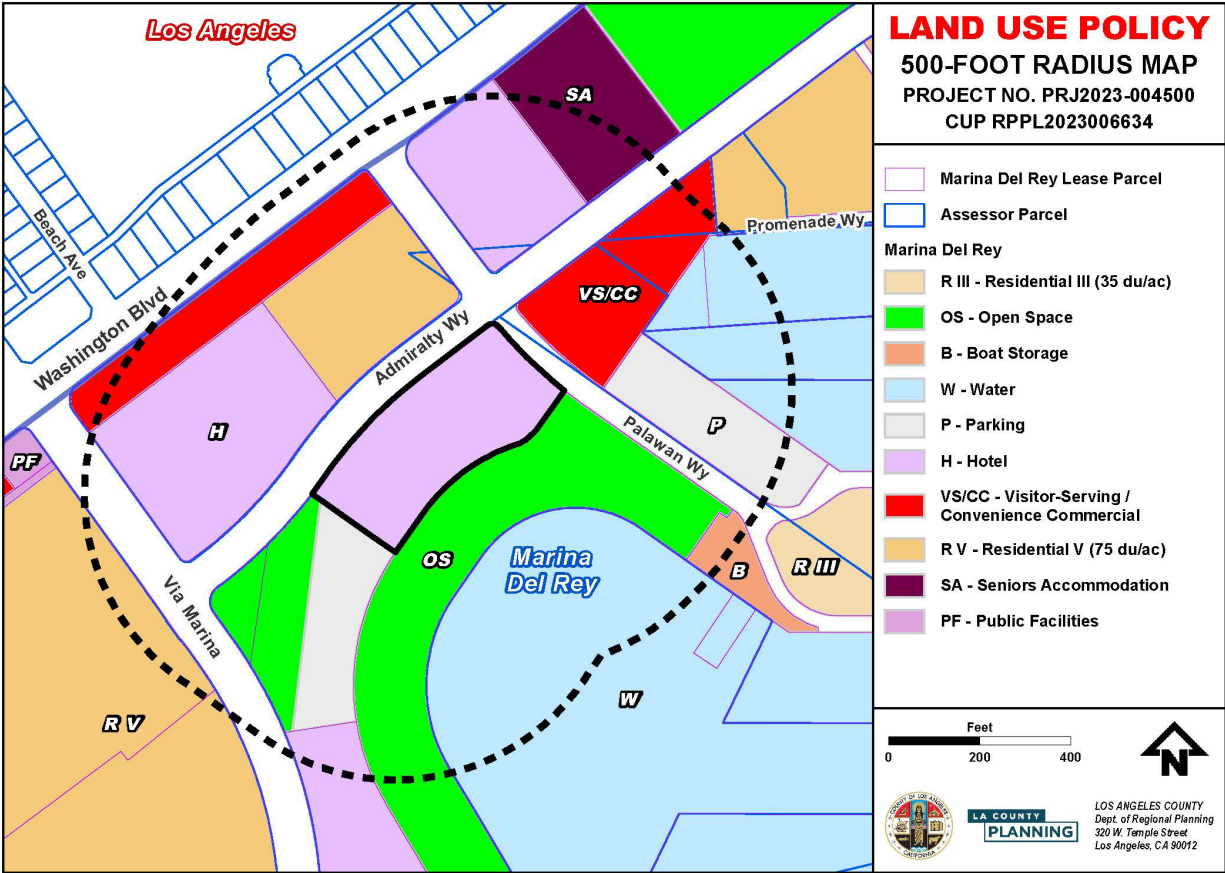 Los Angeles
SA
Beach Ave
Washington Blvd
Promenade Wy
VS/CC
Admiralty Wy
H
P
Palawan Wy
PF
OS
Marina
Del Rey
B
R III
Via Marina
R V
W
LAND USE POLICY
500-FOOT RADIUS MAP
PROJECT NO. PRJ2023-004500
CUP RPPL2023006634
Marina Del Rey Lease Parcel
Assessor Parcel
Marina Del Rey
R III - Residential III (35 du/ac)
OS - Open Space
B - Boat Storage
W - Water
P - Parking
H - Hotel
VS/CC - Visitor-Serving /
Convenience Commercial
R V - Residential V (75 du/ac)
SA - Seniors Accommodation
PF - Public Facilities
Feet
0 200 400
N
COUNTY OF LOS ANGELES
CALIFORNIA
LA COUNTY
PLANNING
LOS ANGELES COUNTY
Dept. of Regional Planning
320 W. Temple Street
Los Angeles, CA 90012